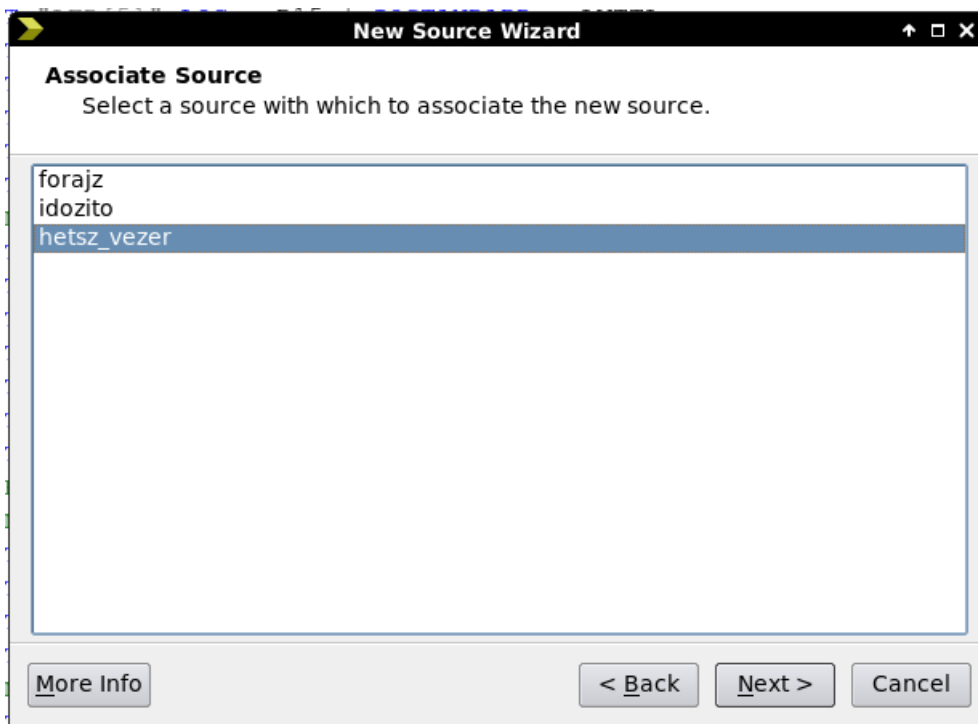 New Source Wizard
Associate Source
Select a source with which to associate the new source.
forajz
idozito
hetsz_vezer
More Info
< Back
Next >
Cancel